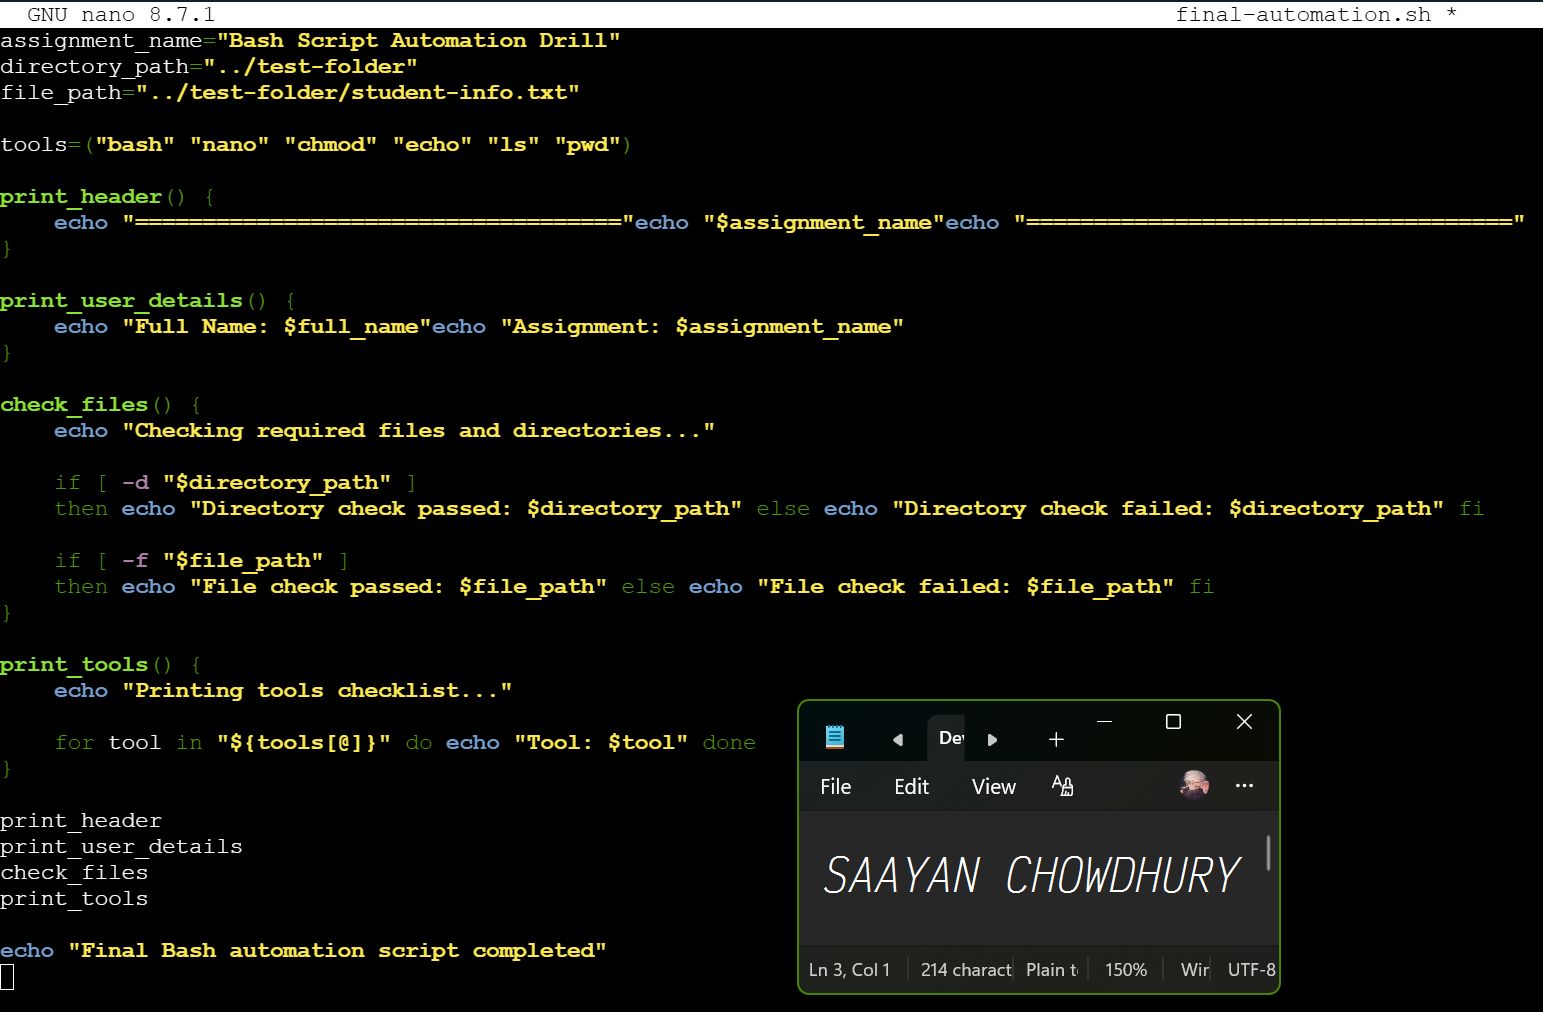 GNU nano 8.7.1 final-automation.sh *
assignment_name="Bash Script Automation Drill"
directory_path="../test-folder"
file_path="../test-folder/student-info.txt"
tools=("bash" "nano" "chmod" "echo" "ls" "pwd")
print_header() {
    echo "===================================="echo "$assignment_name"echo "===================================="
}
print_user_details() {
    echo "Full Name: $full_name"echo "Assignment: $assignment_name"
}
check_files() {
    echo "Checking required files and directories..."
    if [ -d "$directory_path" ]
    then echo "Directory check passed: $directory_path" else echo "Directory check failed: $directory_path" fi
    if [ -f "$file_path" ]
    then echo "File check passed: $file_path" else echo "File check failed: $file_path" fi
}
print_tools() {
    echo "Printing tools checklist..."
    for tool in "${tools[@]}" do echo "Tool: $tool" done
}
print_header
print_user_details
check_files
print_tools
echo "Final Bash automation script completed"
File Edit View
SAAYAN CHOWDHURY
Ln 3, Col 1 214 charact Plain t 150% UTF-8